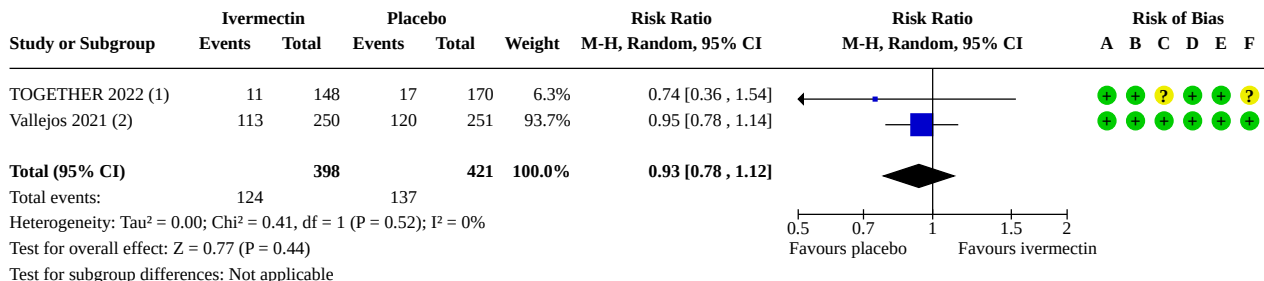 Ivermectin Placebo Risk Ratio Risk Ratio Risk of Bias
Study or Subgroup Events Total Events Total Weight M-H, Random, 95% CI M-H, Random, 95% CI A B C D E F
TOGETHER 2022 (1) 11 148 17 170 6.3% 0.74 [0.36 , 1.54] + + ? + + ?
Vallejos 2021 (2) 113 250 120 251 93.7% 0.95 [0.78 , 1.14] + + + + + +
Total (95% CI) 398 421 100.0% 0.93 [0.78 , 1.12]
Total events: 124 137
Heterogeneity: Tau² = 0.00; Chi² = 0.41, df = 1 (P = 0.52); I² = 0%
0.5 0.7 1 1.5 2
Test for overall effect: Z = 0.77 (P = 0.44) Favours placebo Favours ivermectin
Test for subgroup differences: Not applicable